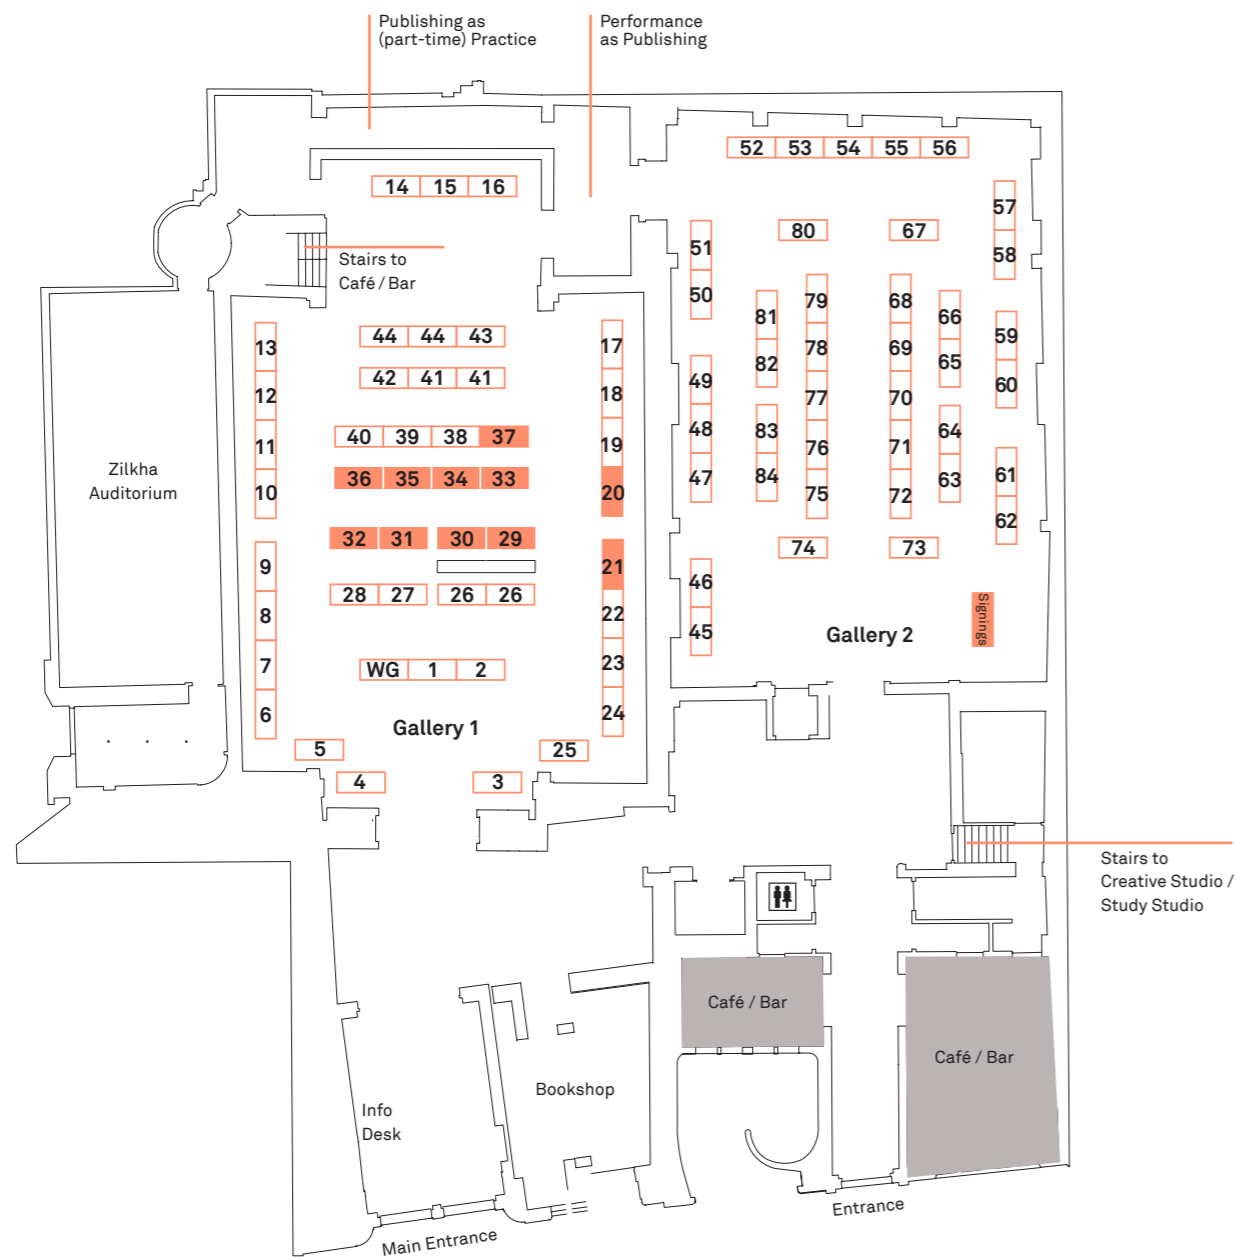 Publishing as
(part-time) Practice
Performance
as Publishing
52 53 54 55 56
14 15 16
57
58
51
50
80 67
Stairs to
Café / Bar
79
78
77
76
75
68
69
70
71
72
81
82
83
84
66
65
64
63
59
60
61
62
13
12
11
10
44 44 43
42 41 41
17
18
19
20
49
48
47
40 39 38 37
36 35 34 33
Zilkha
Auditorium
32 31 30 29
9
8
7
6
21
22
23
24
28 27 26 26
74 73
46
45
Signings
Gallery 2
WG 1 2
Gallery 1
5 25
4 3
Stairs to
Creative Studio /
Study Studio
Café / Bar
Café / Bar
Bookshop
Info
Desk
Entrance
Main Entrance